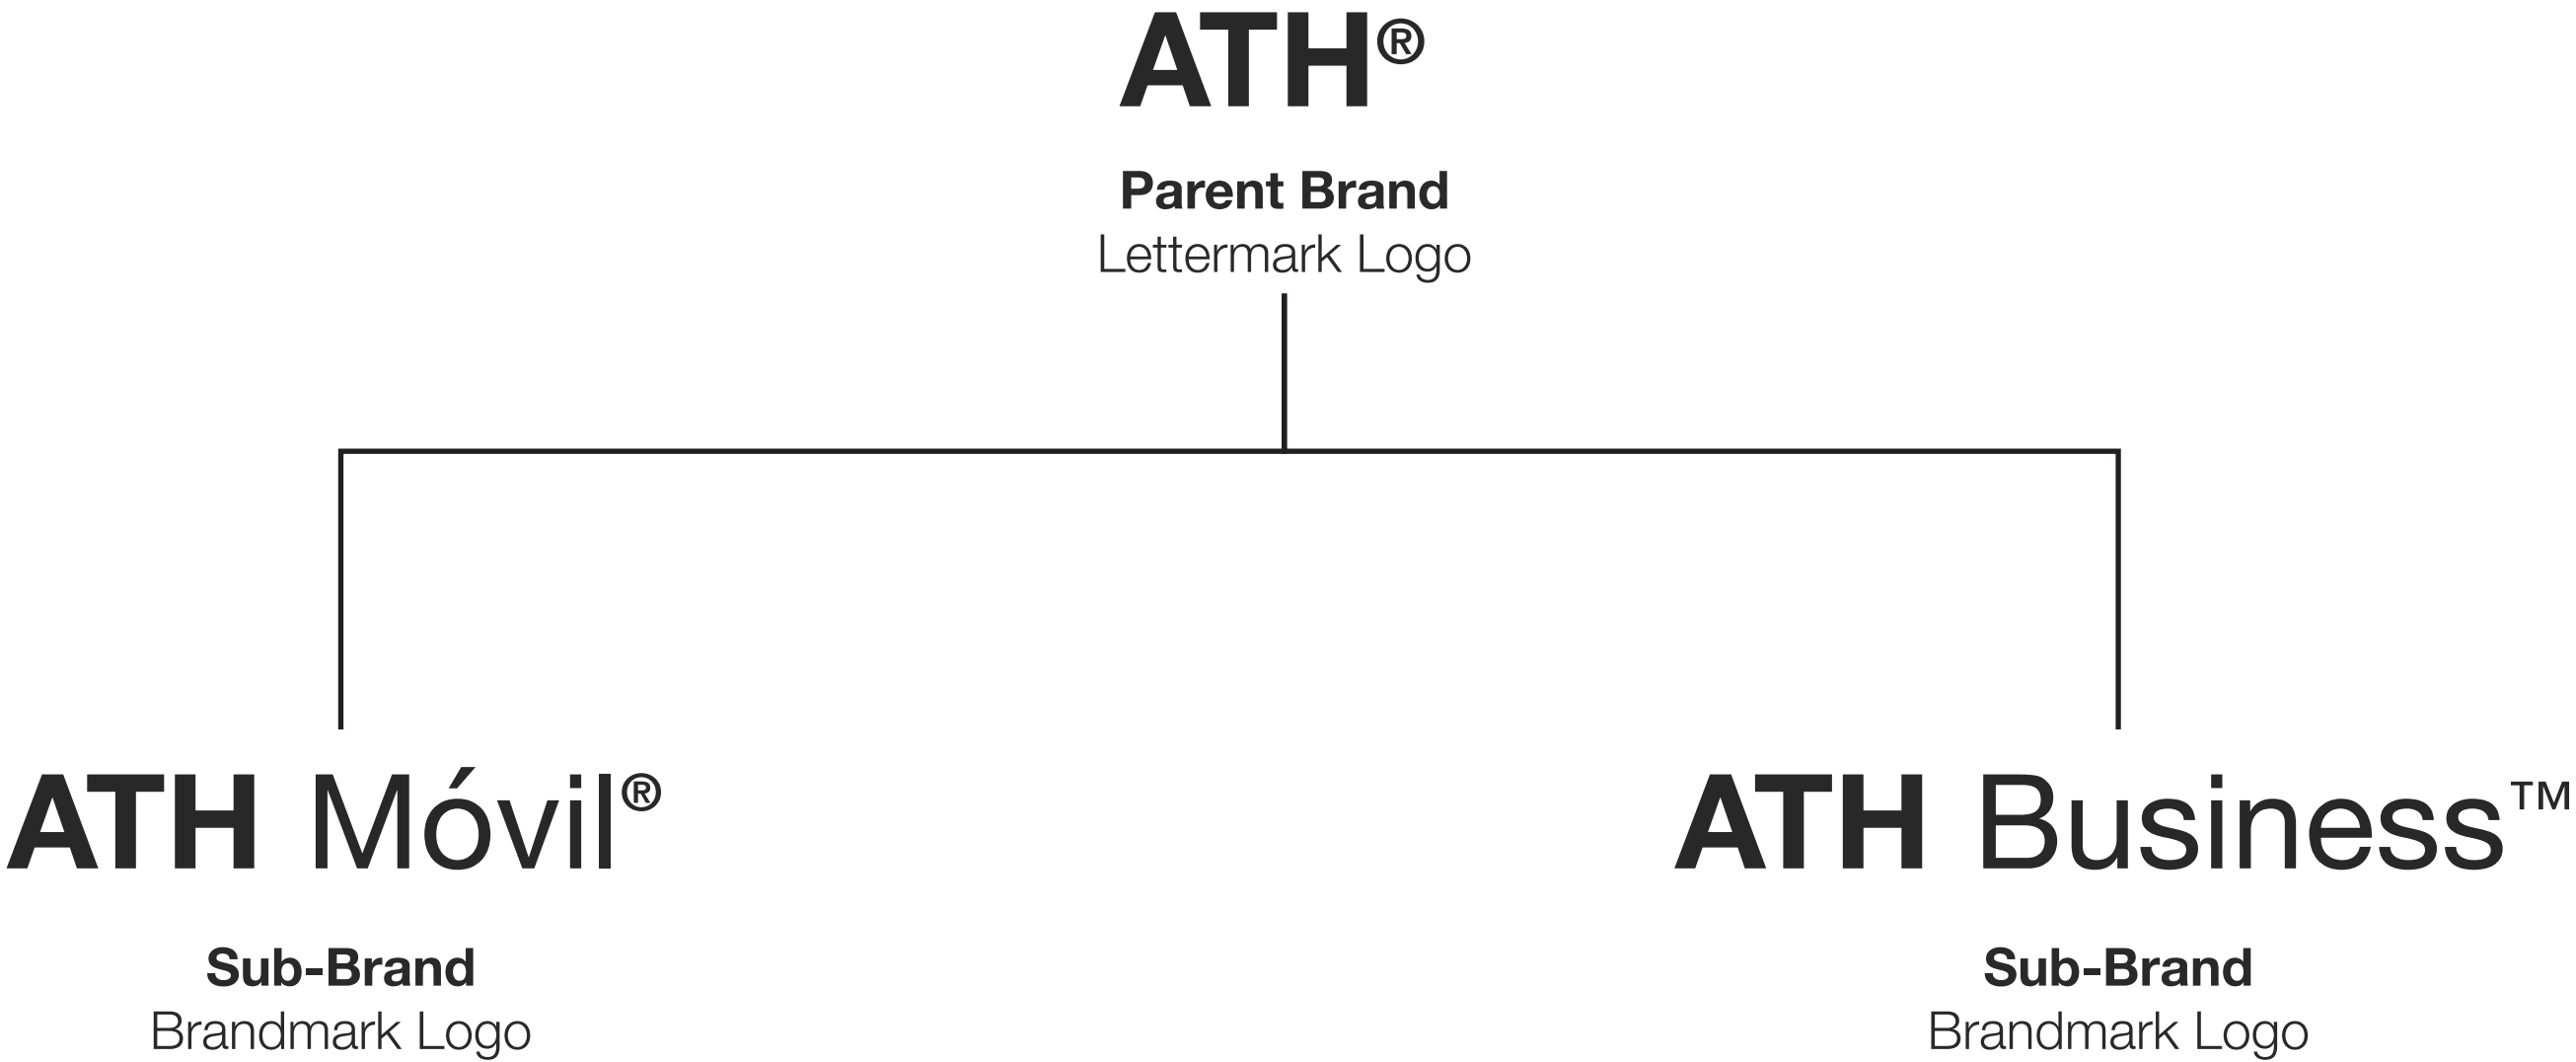 ATH®
Parent Brand
Lettermark Logo
ATH Móvil®
Sub-Brand
Brandmark Logo
ATH Business™
Sub-Brand
Brandmark Logo